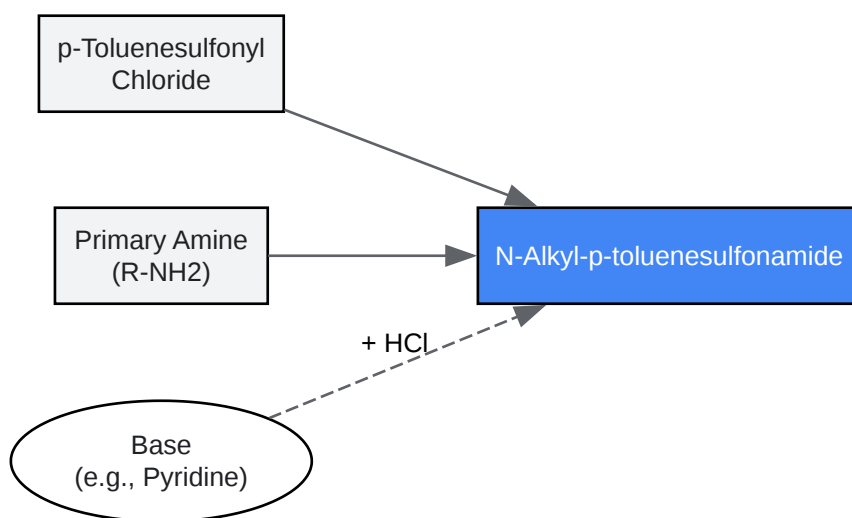 p-Toluenesulfonyl
Chloride
Primary Amine
(R-NH2)
N-Alkyl-p-toluenesulfonamide
+ HCl
Base
(e.g., Pyridine)